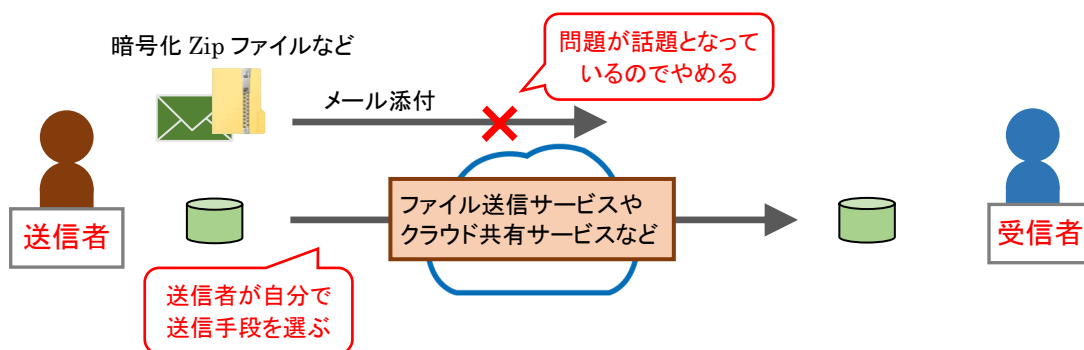 暗号化 Zip ファイルなど
問題が話題となって
いるのでやめる
メール添付
ファイル送信サービスや
クラウド共有サービスなど
送信者
受信者
送信者が自分で
送信手段を選ぶ